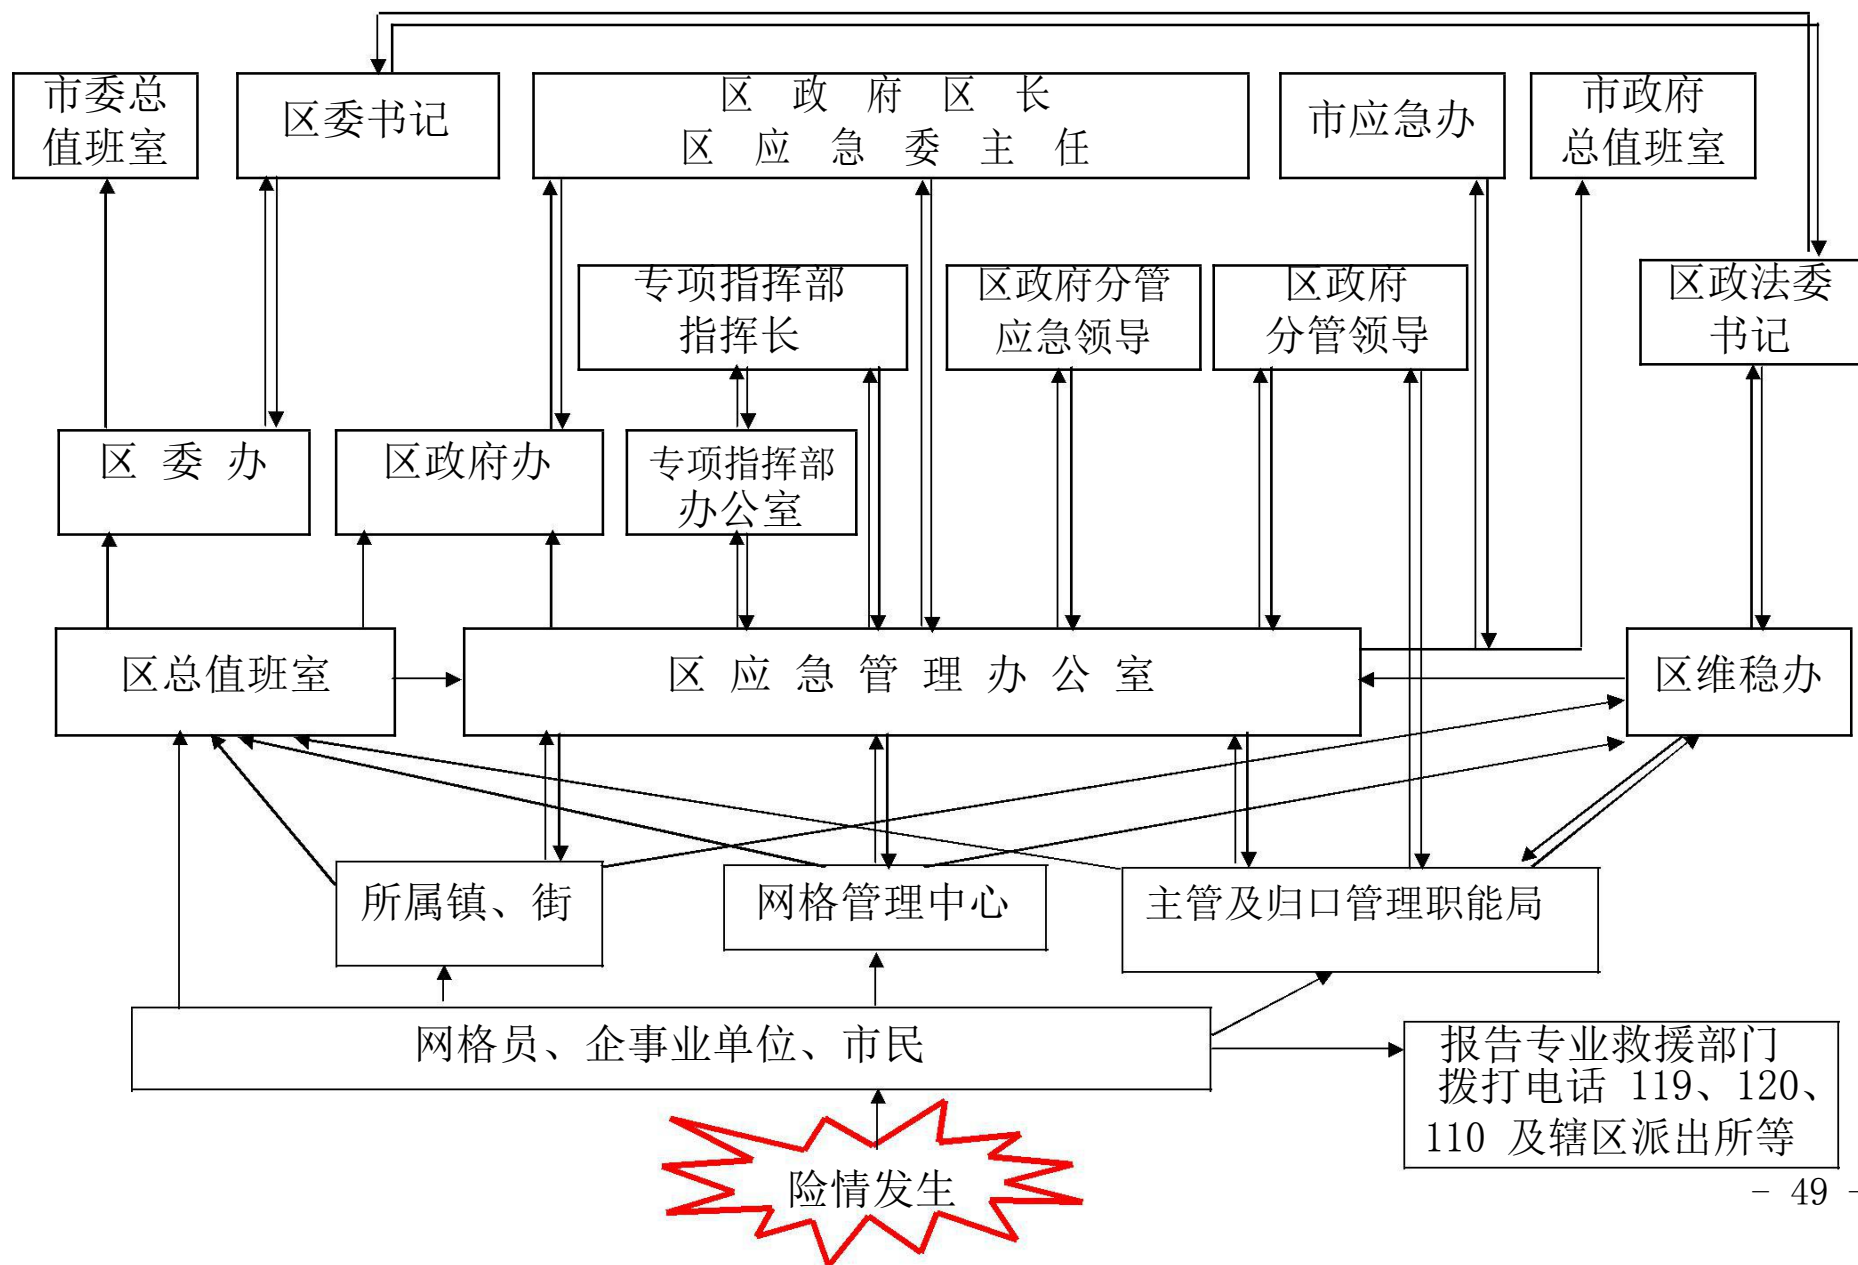 市委总
值班室
区委书记
区 政 府 区 长
区 应 急 委 主 任
市应急办
市政府
总值班室
专项指挥部
指挥长
区政府分管
应急领导
区政府
分管领导
区政法委
书记
区 委 办
区政府办
专项指挥部
办公室
区总值班室
区 应 急 管 理 办 公 室
区维稳办
所属镇、街
网格管理中心
主管及归口管理职能局
网格员、企事业单位、市民
报告专业救援部门
拨打电话 119、120、
110 及辖区派出所等
险情发生
- 49 -